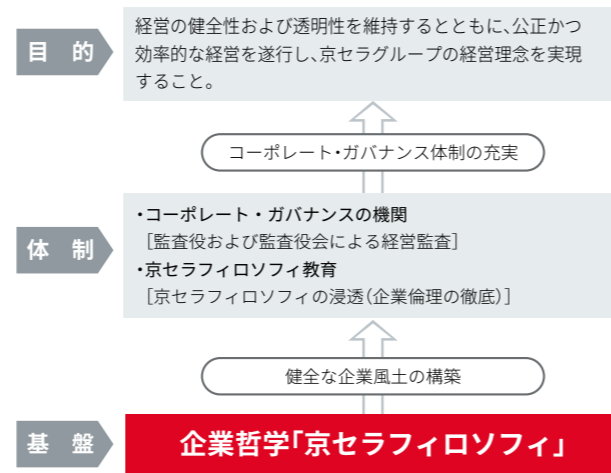 目 的
経営の健全性および透明性を維持するとともに、公正かつ
効率的な経営を遂行し、京セラグループの経営理念を実現
すること。
コーポレート・ガバナンス体制の充実
体 制
・コーポレート・ガバナンスの機関
[監査役および監査役会による経営監査]
・京セラフィロソフィ教育
[京セラフィロソフィの浸透(企業倫理の徹底)]
健全な企業風土の構築
基 盤
企業哲学「京セラフィロソフィ」